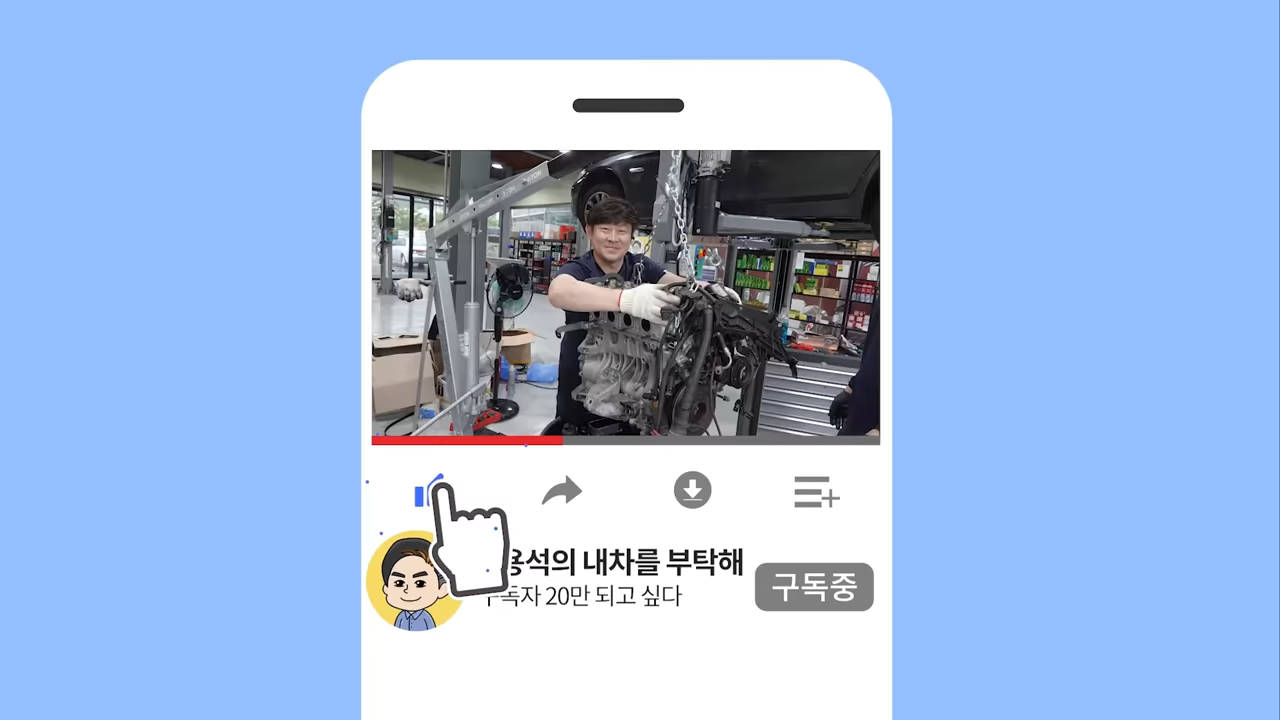 용석의 내차를 부탁해
독자 20만 되고 싶다
구독중